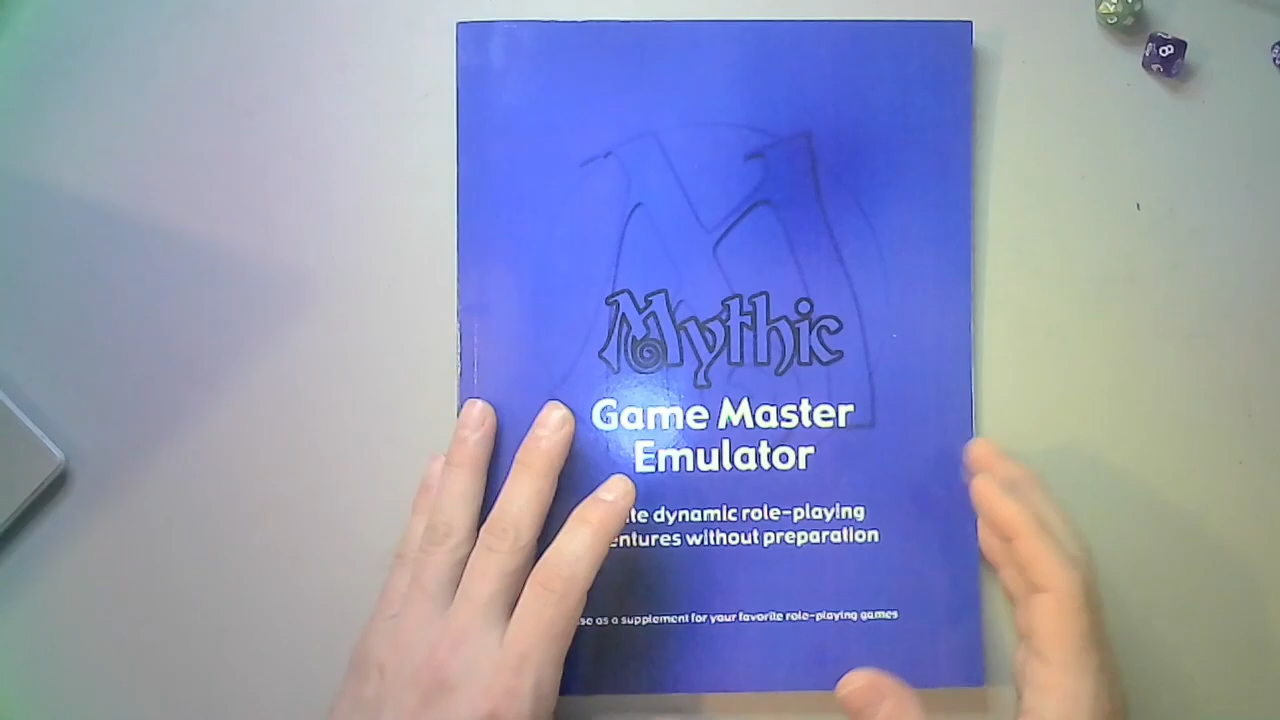 Mythic
Game Master
Emulator
te dynamic role-playing
entures without preparation
se as a supplement for your favorite role-playing games
8